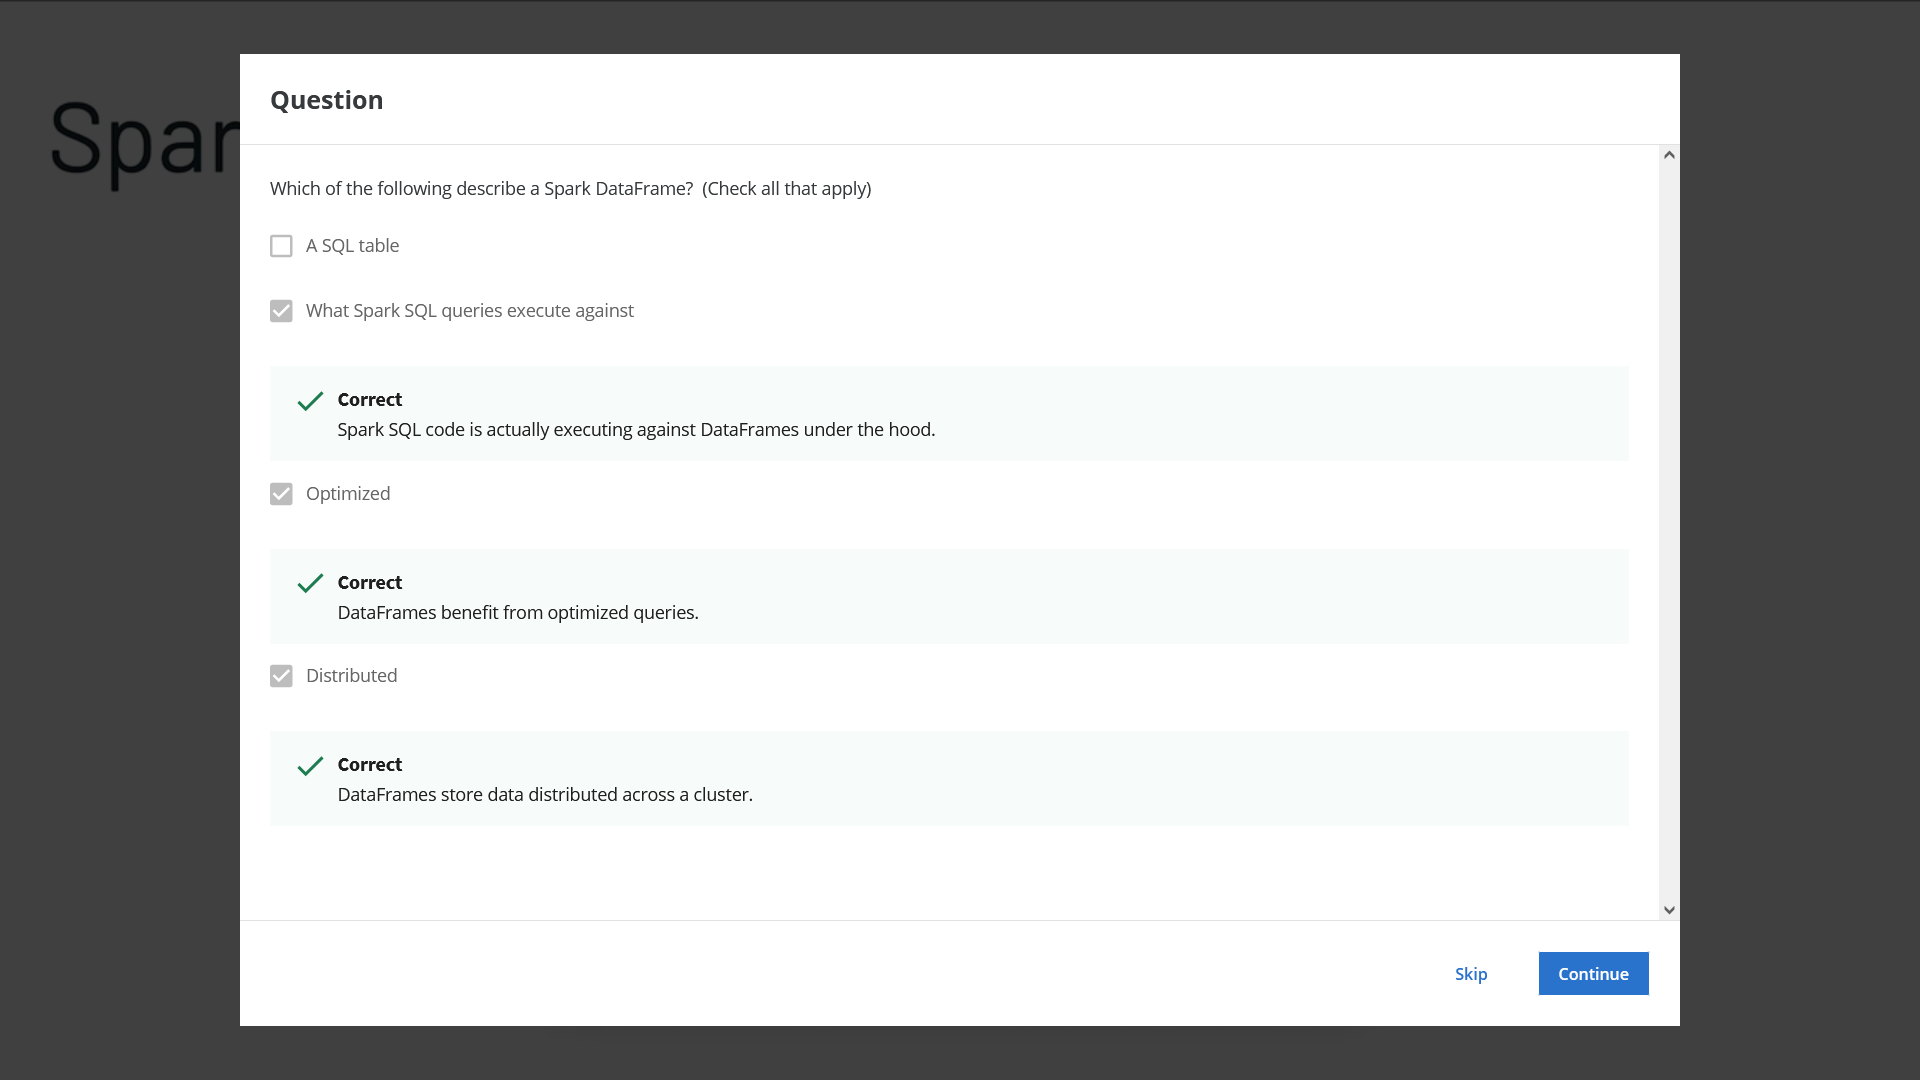 Spar
Question
Which of the following describe a Spark DataFrame?  (Check all that apply)
A SQL table
What Spark SQL queries execute against
Correct
Spark SQL code is actually executing against DataFrames under the hood.
Optimized
Correct
DataFrames benefit from optimized queries.
Distributed
Correct
DataFrames store data distributed across a cluster.
Skip
Continue